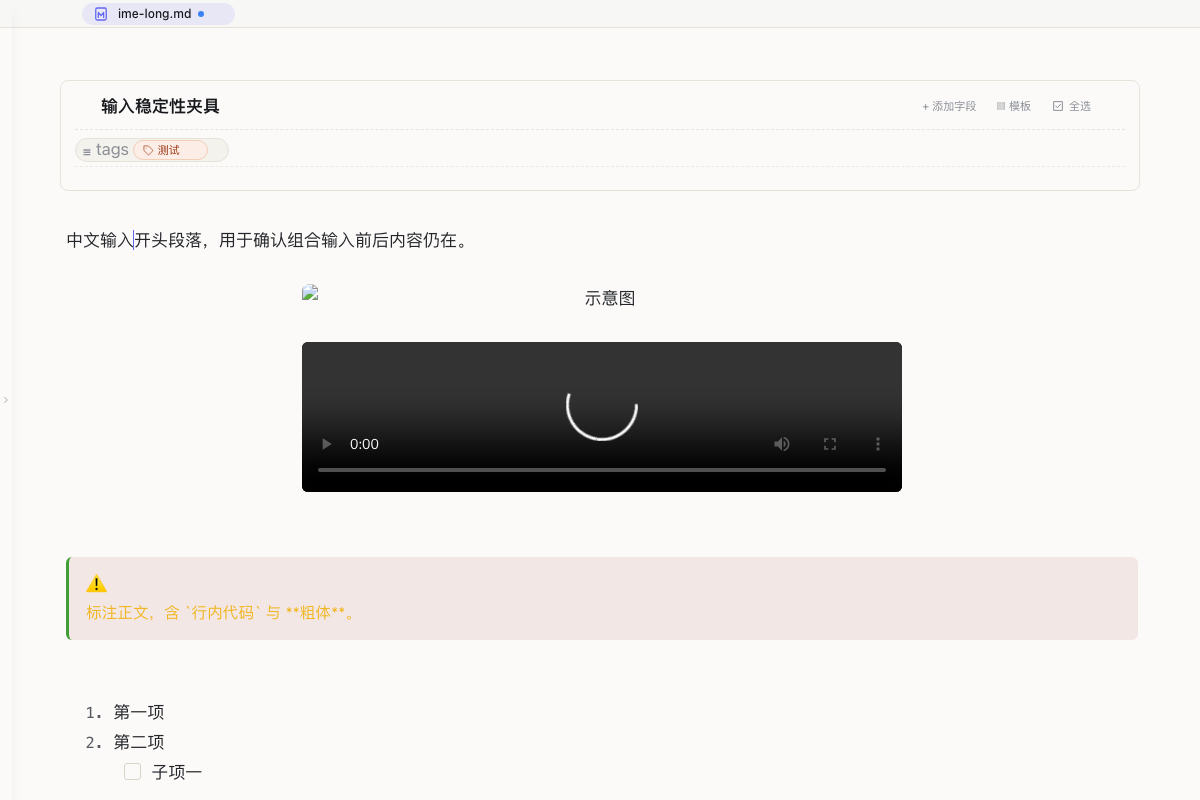 ime-long.md
输入稳定性夹具
+ 添加字段 模板 全选
tags 测试
中文输入开头段落，用于确认组合输入前后内容仍在。
示意图
0:00
标注正文，含 `行内代码` 与 **粗体**。
1. 第一项
2. 第二项
子项一